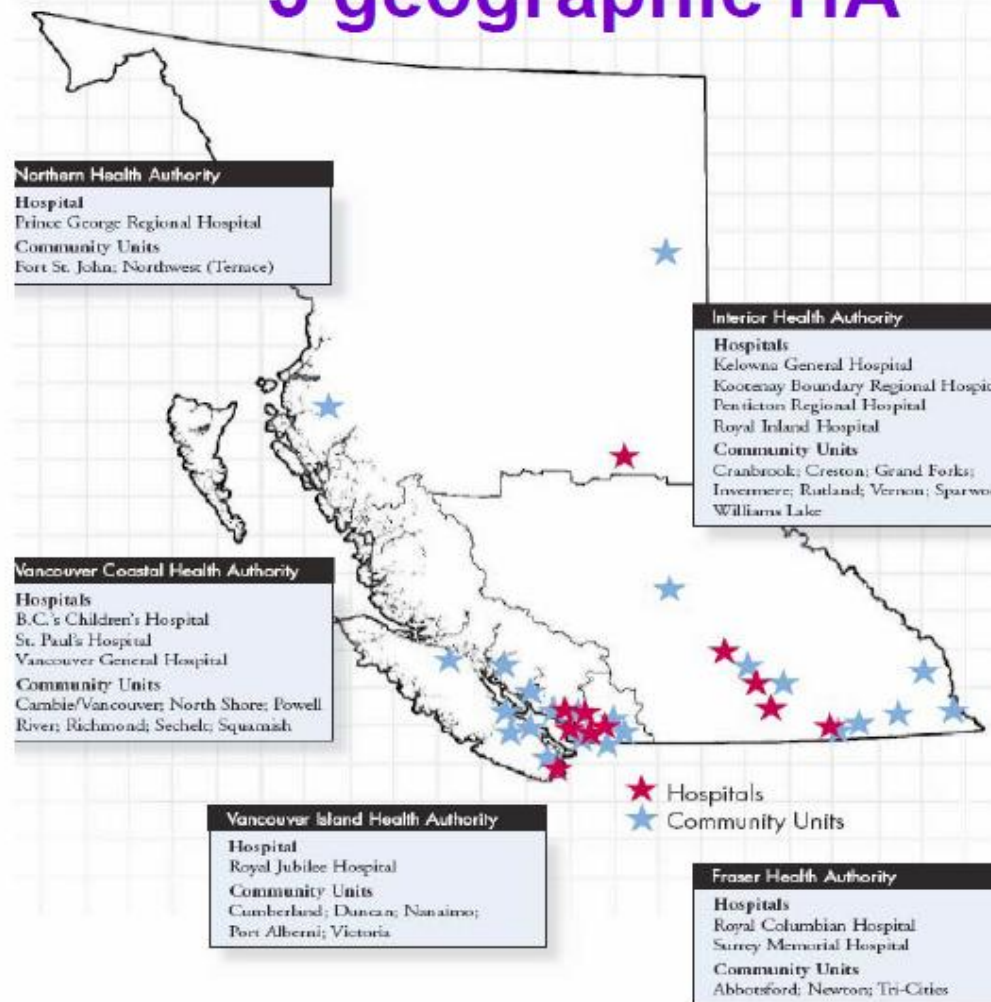 5 geographic HA
Northern Health Authority
Hospital
Prince George Regional Hospital
Community Units
Fort St. John; Northwest (Terrace)
Interior Health Authority
Hospitals
Kelowna General Hospital
Kootenay Boundary Regional Hospi
Penticton Regional Hospital
Royal Inland Hospital
Community Units
Cranbrook; Creston; Grand Forks;
Invermere; Rutland; Vernon; Sparwo
Williams Lake
Vancouver Coastal Health Authority
Hospitals
B.C.'s Children's Hospital
St. Paul's Hospital
Vancouver General Hospital
Community Units
Cambie/Vancouver; North Shore; Powell
River; Richmond; Sechelt; Squamish
Hospitals
Community Units
Vancouver Island Health Authority
Hospital
Royal Jubilee Hospital
Community Units
Cumberland; Duncan; Nanaimo;
Port Alberni; Victoria
Fraser Health Authority
Hospitals
Royal Columbian Hospital
Surrey Memorial Hospital
Community Units
Abbotsford; Newton; Tri-Cities